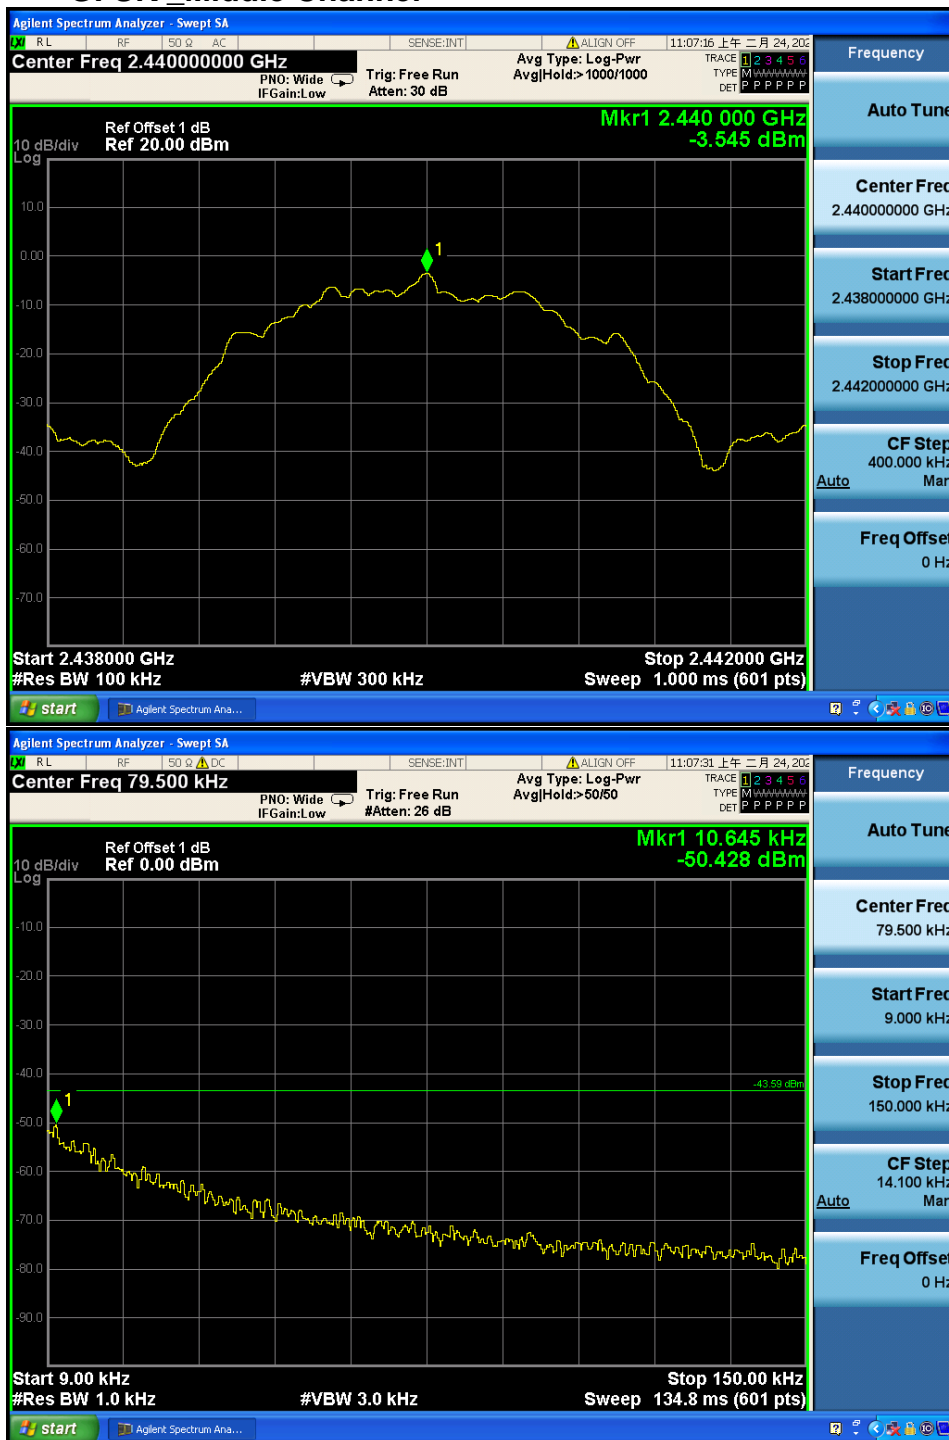 Agilent Spectrum Analyzer - Swept SA
LXI RL RF 50 Ω AC SENSE:INT ALIGN OFF 11:07:16 上午 二月 24, 202
Center Freq 2.440000000 GHz
PNO: Wide
IFGain:Low
Trig: Free Run
Atten: 30 dB
Avg Type: Log-Pwr
Avg|Hold:>1000/1000
TRACE 1 2 3 4 5 6
TYPE M
DET P P P P P P
Ref Offset 1 dB
10 dB/div Ref 20.00 dBm
Log
Mkr1 2.440 000 GHz
-3.545 dBm
10.0
0.00
1
-10.0
-20.0
-30.0
-40.0
-50.0
-60.0
-70.0
Start 2.438000 GHz Stop 2.442000 GHz
#Res BW 100 kHz #VBW 300 kHz Sweep 1.000 ms (601 pts)
Frequency
Auto Tune
Center Freq
2.440000000 GHz
Start Freq
2.438000000 GHz
Stop Freq
2.442000000 GHz
CF Step
400.000 kHz
Auto Man
Freq Offset
0 Hz
start Agilent Spectrum Ana...
Agilent Spectrum Analyzer - Swept SA
LXI RL RF 50 Ω DC SENSE:INT ALIGN OFF 11:07:31 上午 二月 24, 202
Center Freq 79.500 kHz
PNO: Wide
IFGain:Low
Trig: Free Run
#Atten: 26 dB
Avg Type: Log-Pwr
Avg|Hold:>50/50
TRACE 1 2 3 4 5 6
TYPE M
DET P P P P P P
Ref Offset 1 dB
10 dB/div Ref 0.00 dBm
Log
Mkr1 10.645 kHz
-50.428 dBm
-10.0
-20.0
-30.0
-40.0
-43.59 dBm
1
-50.0
-60.0
-70.0
-80.0
-90.0
Start 9.00 kHz Stop 150.00 kHz
#Res BW 1.0 kHz #VBW 3.0 kHz Sweep 134.8 ms (601 pts)
Frequency
Auto Tune
Center Freq
79.500 kHz
Start Freq
9.000 kHz
Stop Freq
150.000 kHz
CF Step
14.100 kHz
Auto Man
Freq Offset
0 Hz
start Agilent Spectrum Ana...